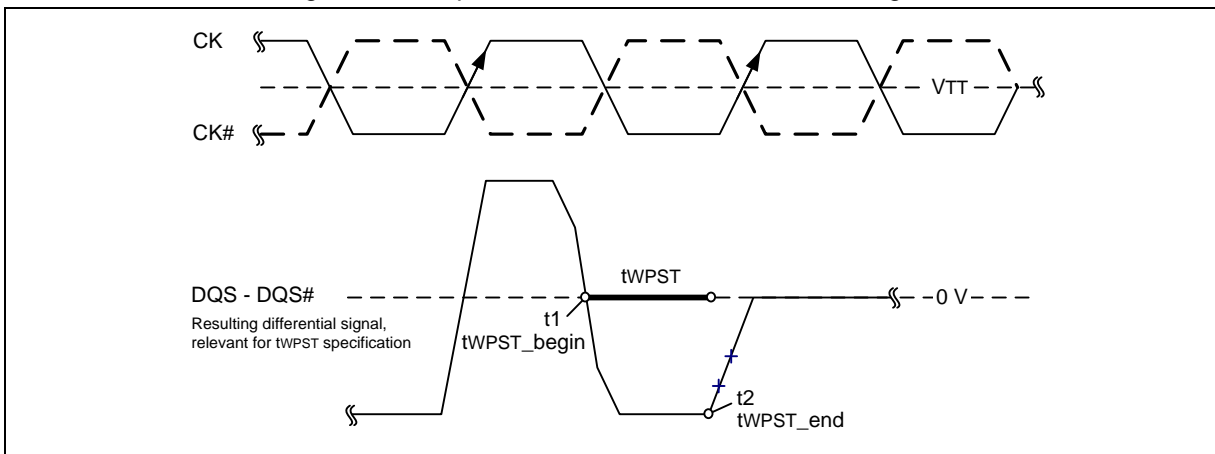 CK
VTT
CK#
tWPST
DQS - DQS#
0 V
Resulting differential signal,
relevant for tWPST specification
t1
tWPST_begin
t2
tWPST_end